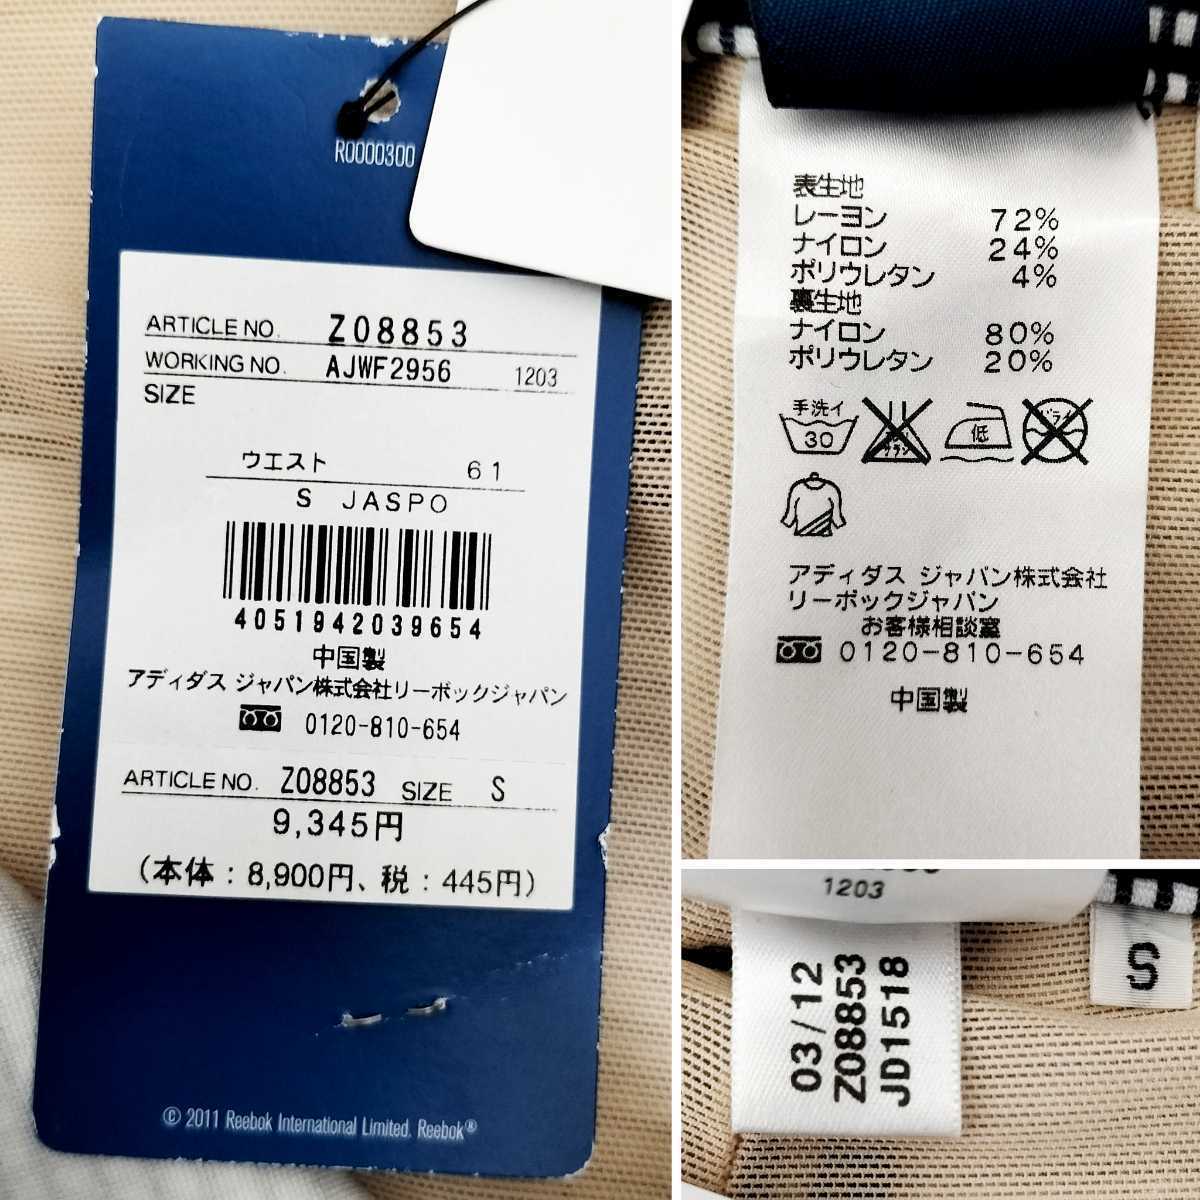 R0000300
ARTICLE NO. Z08853
WORKING NO. AJWF2956 1203
SIZE
ウエスト 61
S JASPO
4051942039654
中国製
アディダス ジャパン株式会社リーボックジャパン
0120-810-654
ARTICLE NO. Z08853 SIZE S
9,345円
(本体:8,900円、税:445円)
© 2011 Reebok International Limited. Reebok®
表生地
レーヨン 72%
ナイロン 24%
ポリウレタン 4%
裏生地
ナイロン 80%
ポリウレタン 20%
手洗イ
30
低
ドライ
アディダス ジャパン株式会社
リーボックジャパン
お客様相談室
0120-810-654
中国製
1203
03/12
Z08853
JD1518
S